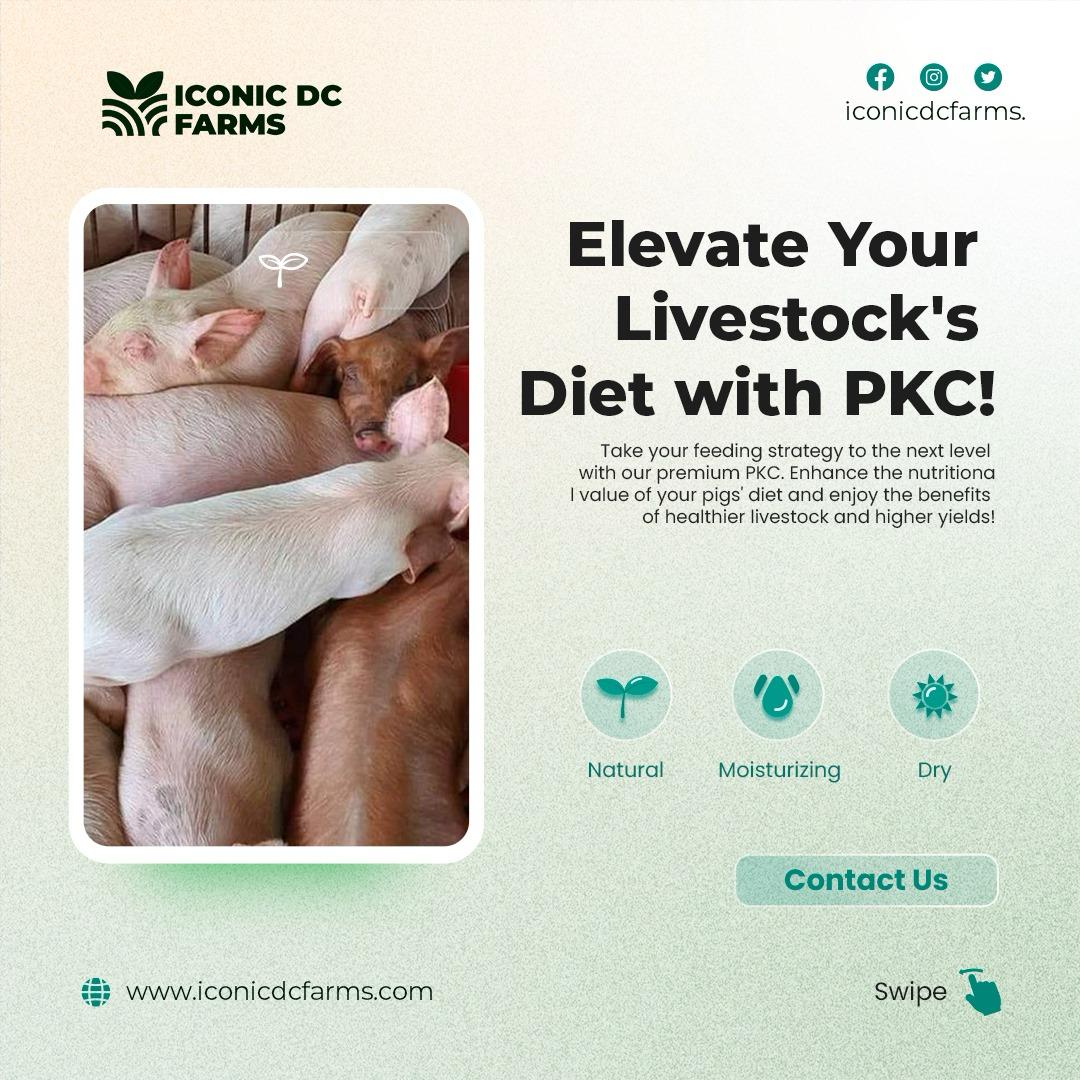 ICONIC DC
FARMS
iconicdcfarms.
Elevate Your
Livestock's
Diet with PKC!
Take your feeding strategy to the next level
with our premium PKC. Enhance the nutritiona
l value of your pigs' diet and enjoy the benefits
of healthier livestock and higher yields!
Natural
Moisturizing
Dry
Contact Us
www.iconicdcfarms.com
Swipe